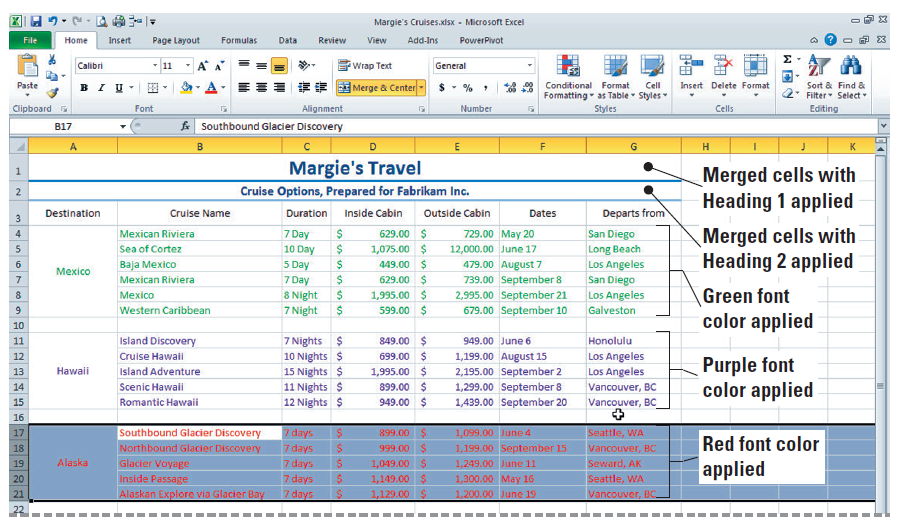 Margie's Cruises.xlsx - Microsoft Excel
File Home Insert Page Layout Formulas Data Review View Add-Ins PowerPivot
Calibri 11 A A Wrap Text General
Paste B I U A Merge & Center $ % , .00 .0 Conditional Formatting as Table Styles Insert Delete Format Sort & Find & Filter Select
Conditional Format Cell
Formatting as Table Styles
Clipboard Font Alignment Number Styles Cells Editing
B17 fx Southbound Glacier Discovery
A B C D E F G H I J K
1 Margie's Travel
2 Cruise Options, Prepared for Fabrikam Inc.
3 Destination Cruise Name Duration Inside Cabin Outside Cabin Dates Departs from
4 Mexican Riviera 7 Day $ 629.00 $ 729.00 May 20 San Diego
5 Sea of Cortez 10 Day $ 1,075.00 $ 12,000.00 June 17 Long Beach
6 Baja Mexico 5 Day $ 449.00 $ 479.00 August 7 Los Angeles
Mexico
7 Mexican Riviera 7 Day $ 629.00 $ 739.00 September 8 San Diego
8 Mexico 8 Night $ 1,995.00 $ 2,995.00 September 21 Los Angeles
9 Western Caribbean 7 Night $ 599.00 $ 679.00 September 10 Galveston
10
11 Island Discovery 7 Nights $ 849.00 $ 949.00 June 6 Honolulu
12 Cruise Hawaii 10 Nights $ 699.00 $ 1,199.00 August 15 Los Angeles
13 Hawaii Island Adventure 15 Nights $ 1,995.00 $ 2,195.00 September 2 Los Angeles
14 Scenic Hawaii 11 Nights $ 899.00 $ 1,299.00 September 8 Vancouver, BC
15 Romantic Hawaii 12 Nights $ 949.00 $ 1,439.00 September 20 Vancouver, BC
16
17 Southbound Glacier Discovery 7 days $ 899.00 $ 1,099.00 June 4 Seattle, WA
18 Northbound Glacier Discovery 7 days $ 999.00 $ 1,199.00 September 15 Vancouver, BC
19 Alaska Glacier Voyage 7 days $ 1,049.00 $ 1,249.00 June 11 Seward, AK
20 Inside Passage 7 days $ 1,149.00 $ 1,300.00 May 16 Seattle, WA
21 Alaskan Explore via Glacier Bay 7 days $ 1,129.00 $ 1,200.00 June 19 Vancouver, BC
22
Merged cells with
Heading 1 applied
Merged cells with
Heading 2 applied
Green font
color applied
Purple font
color applied
Red font color
applied